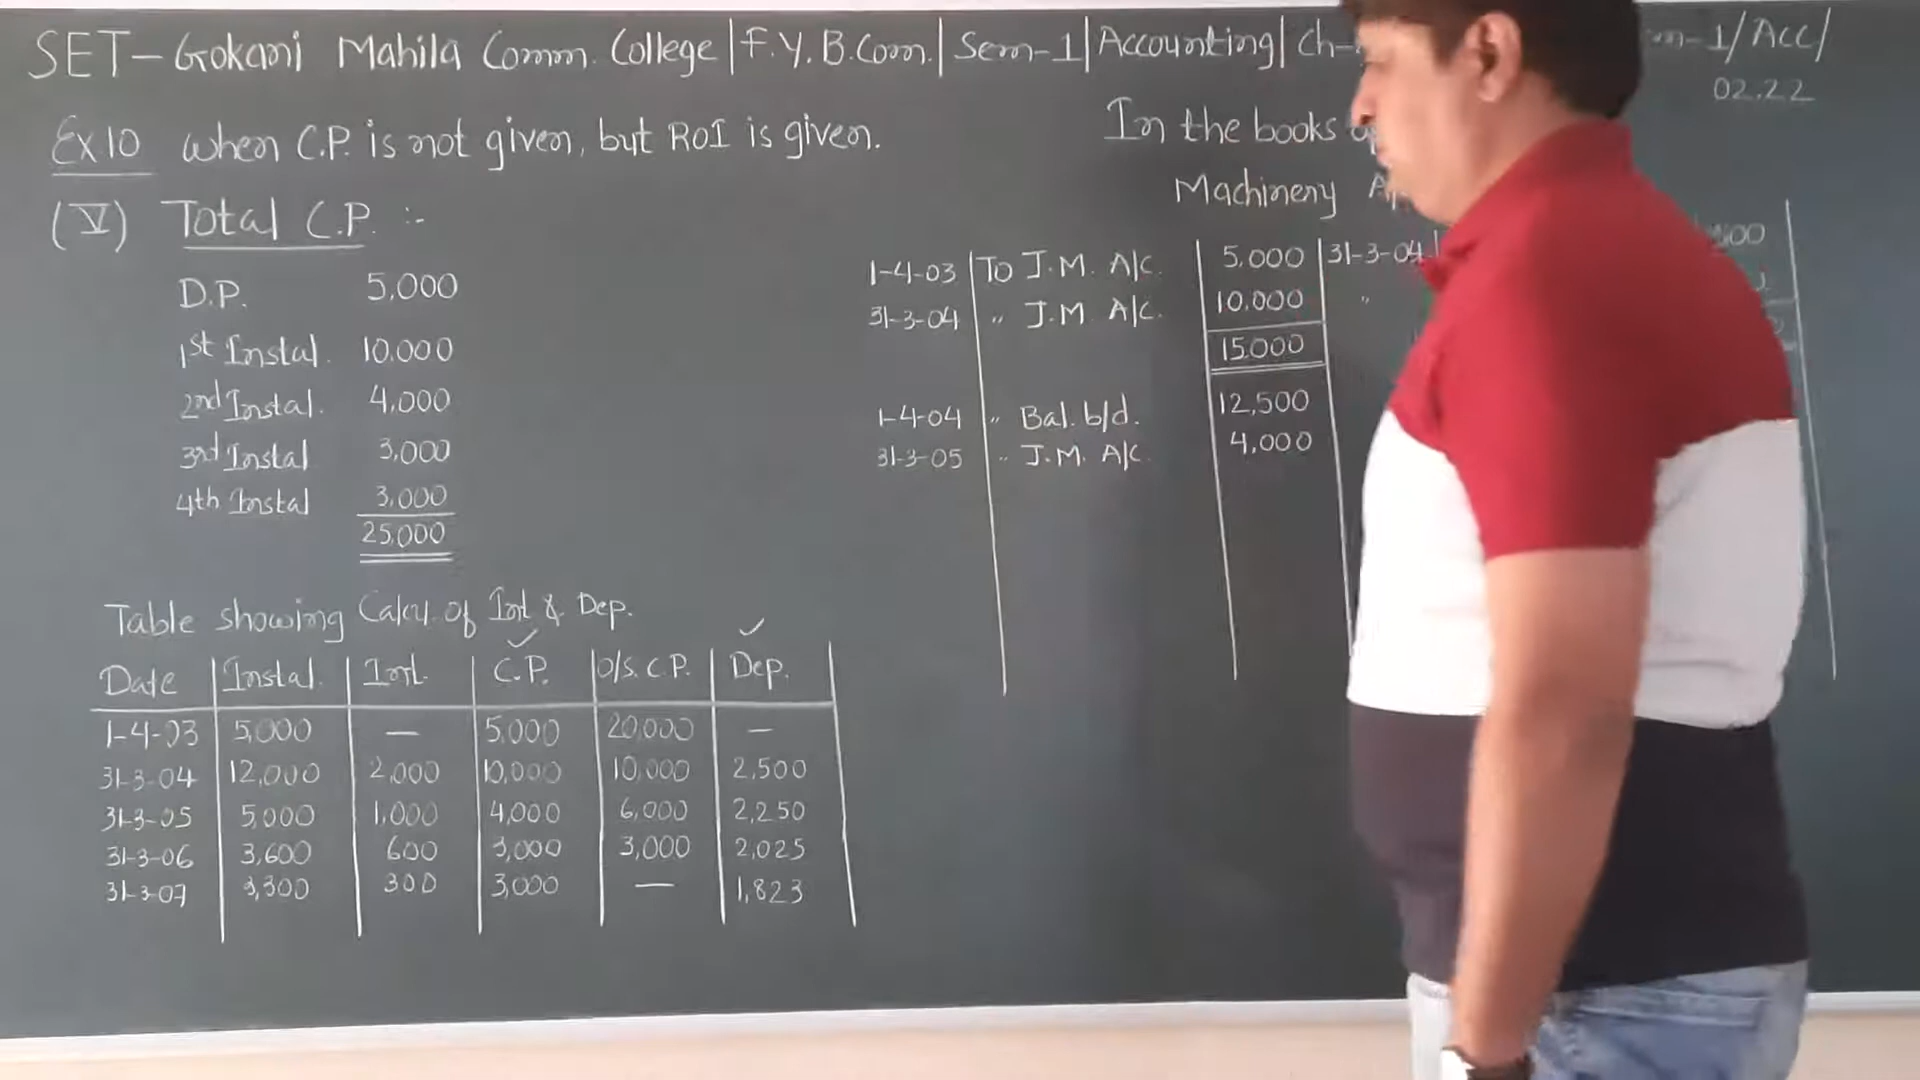 SET – Gokani Mahila Comm. College | F.Y. B.Com. | Sem-1 | Accounting | Ch- -1/Acc/
02.22
Ex 10 when C.P. is not given, but RoI is given.
(V) Total C.P. :-
D.P. 5,000
1st Instal. 10,000
2nd Instal. 4,000
3rd Instal 3,000
4th Instal 3,000
25,000
Table showing Calcu. of Int & Dep.
Date | Instal. | Int. | C.P. | O/s. C.P. | Dep.
1-4-03 | 5,000 | — | 5,000 | 20,000 | —
31-3-04 | 12,000 | 2,000 | 10,000 | 10,000 | 2,500
31-3-05 | 5,000 | 1,000 | 4,000 | 6,000 | 2,250
31-3-06 | 3,600 | 600 | 3,000 | 3,000 | 2,025
31-3-07 | 3,300 | 300 | 3,000 | — | 1,823
In the books
Machinery
1-4-03 | To J.M. A/c. | 5,000 | 31-3-04
31-3-04 | " J.M. A/c. | 10,000 | "
15,000
1-4-04 | " Bal. b/d. | 12,500
31-3-05 | " J.M. A/c. | 4,000